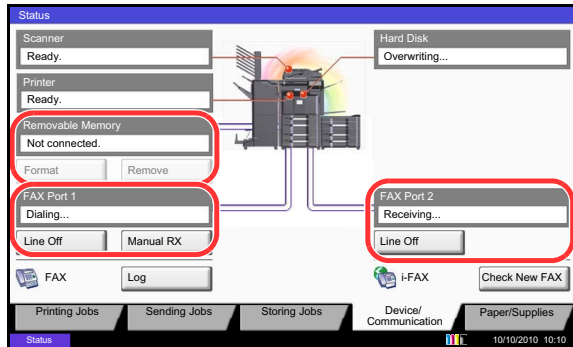 Status
Scanner
Ready.
Hard Disk
Overwriting...
Printer
Ready.
Removable Memory
Not connected.
Format
Remove
FAX Port 1
Dialing...
Line Off
Manual RX
FAX Port 2
Receiving...
Line Off
FAX
Log
i-FAX
Check New FAX
Printing Jobs
Sending Jobs
Storing Jobs
Device/
Communication
Paper/Supplies
Status
10/10/2010 10:10